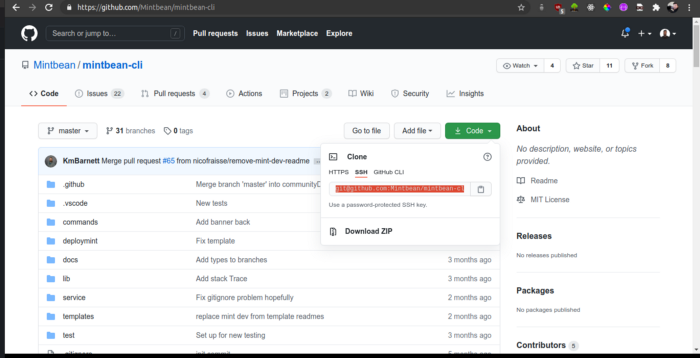 https://github.com/Mintbean/mintbean-cli
Search or jump to...
/
Pull requests Issues Marketplace Explore
Mintbean / mintbean-cli
Watch 4 Star 11 Fork 8
Code Issues 22 Pull requests 4 Actions Projects 2 Wiki Security Insights
master 31 branches 0 tags Go to file Add file Code
KmBarnett Merge pull request #65 from nicofraisse/remove-mint-dev-readme
.github Merge branch 'master' into communityD
.vscode New tests
commands Add banner back
deploymint Fix template
docs Add types to branches 3 months ago
lib Add stack Trace 3 months ago
service Fix gitignore problem hopefully 2 months ago
templates replace mint dev from template readmes 2 months ago
test Set up for new testing 3 months ago
.gitignore init commit
Clone
HTTPS SSH GitHub CLI
git@github.com:Mintbean/mintbean-cl
Use a password-protected SSH key.
Download ZIP
About
No description, website, or topics
provided.
Readme
MIT License
Releases
No releases published
Packages
No packages published
Contributors 5